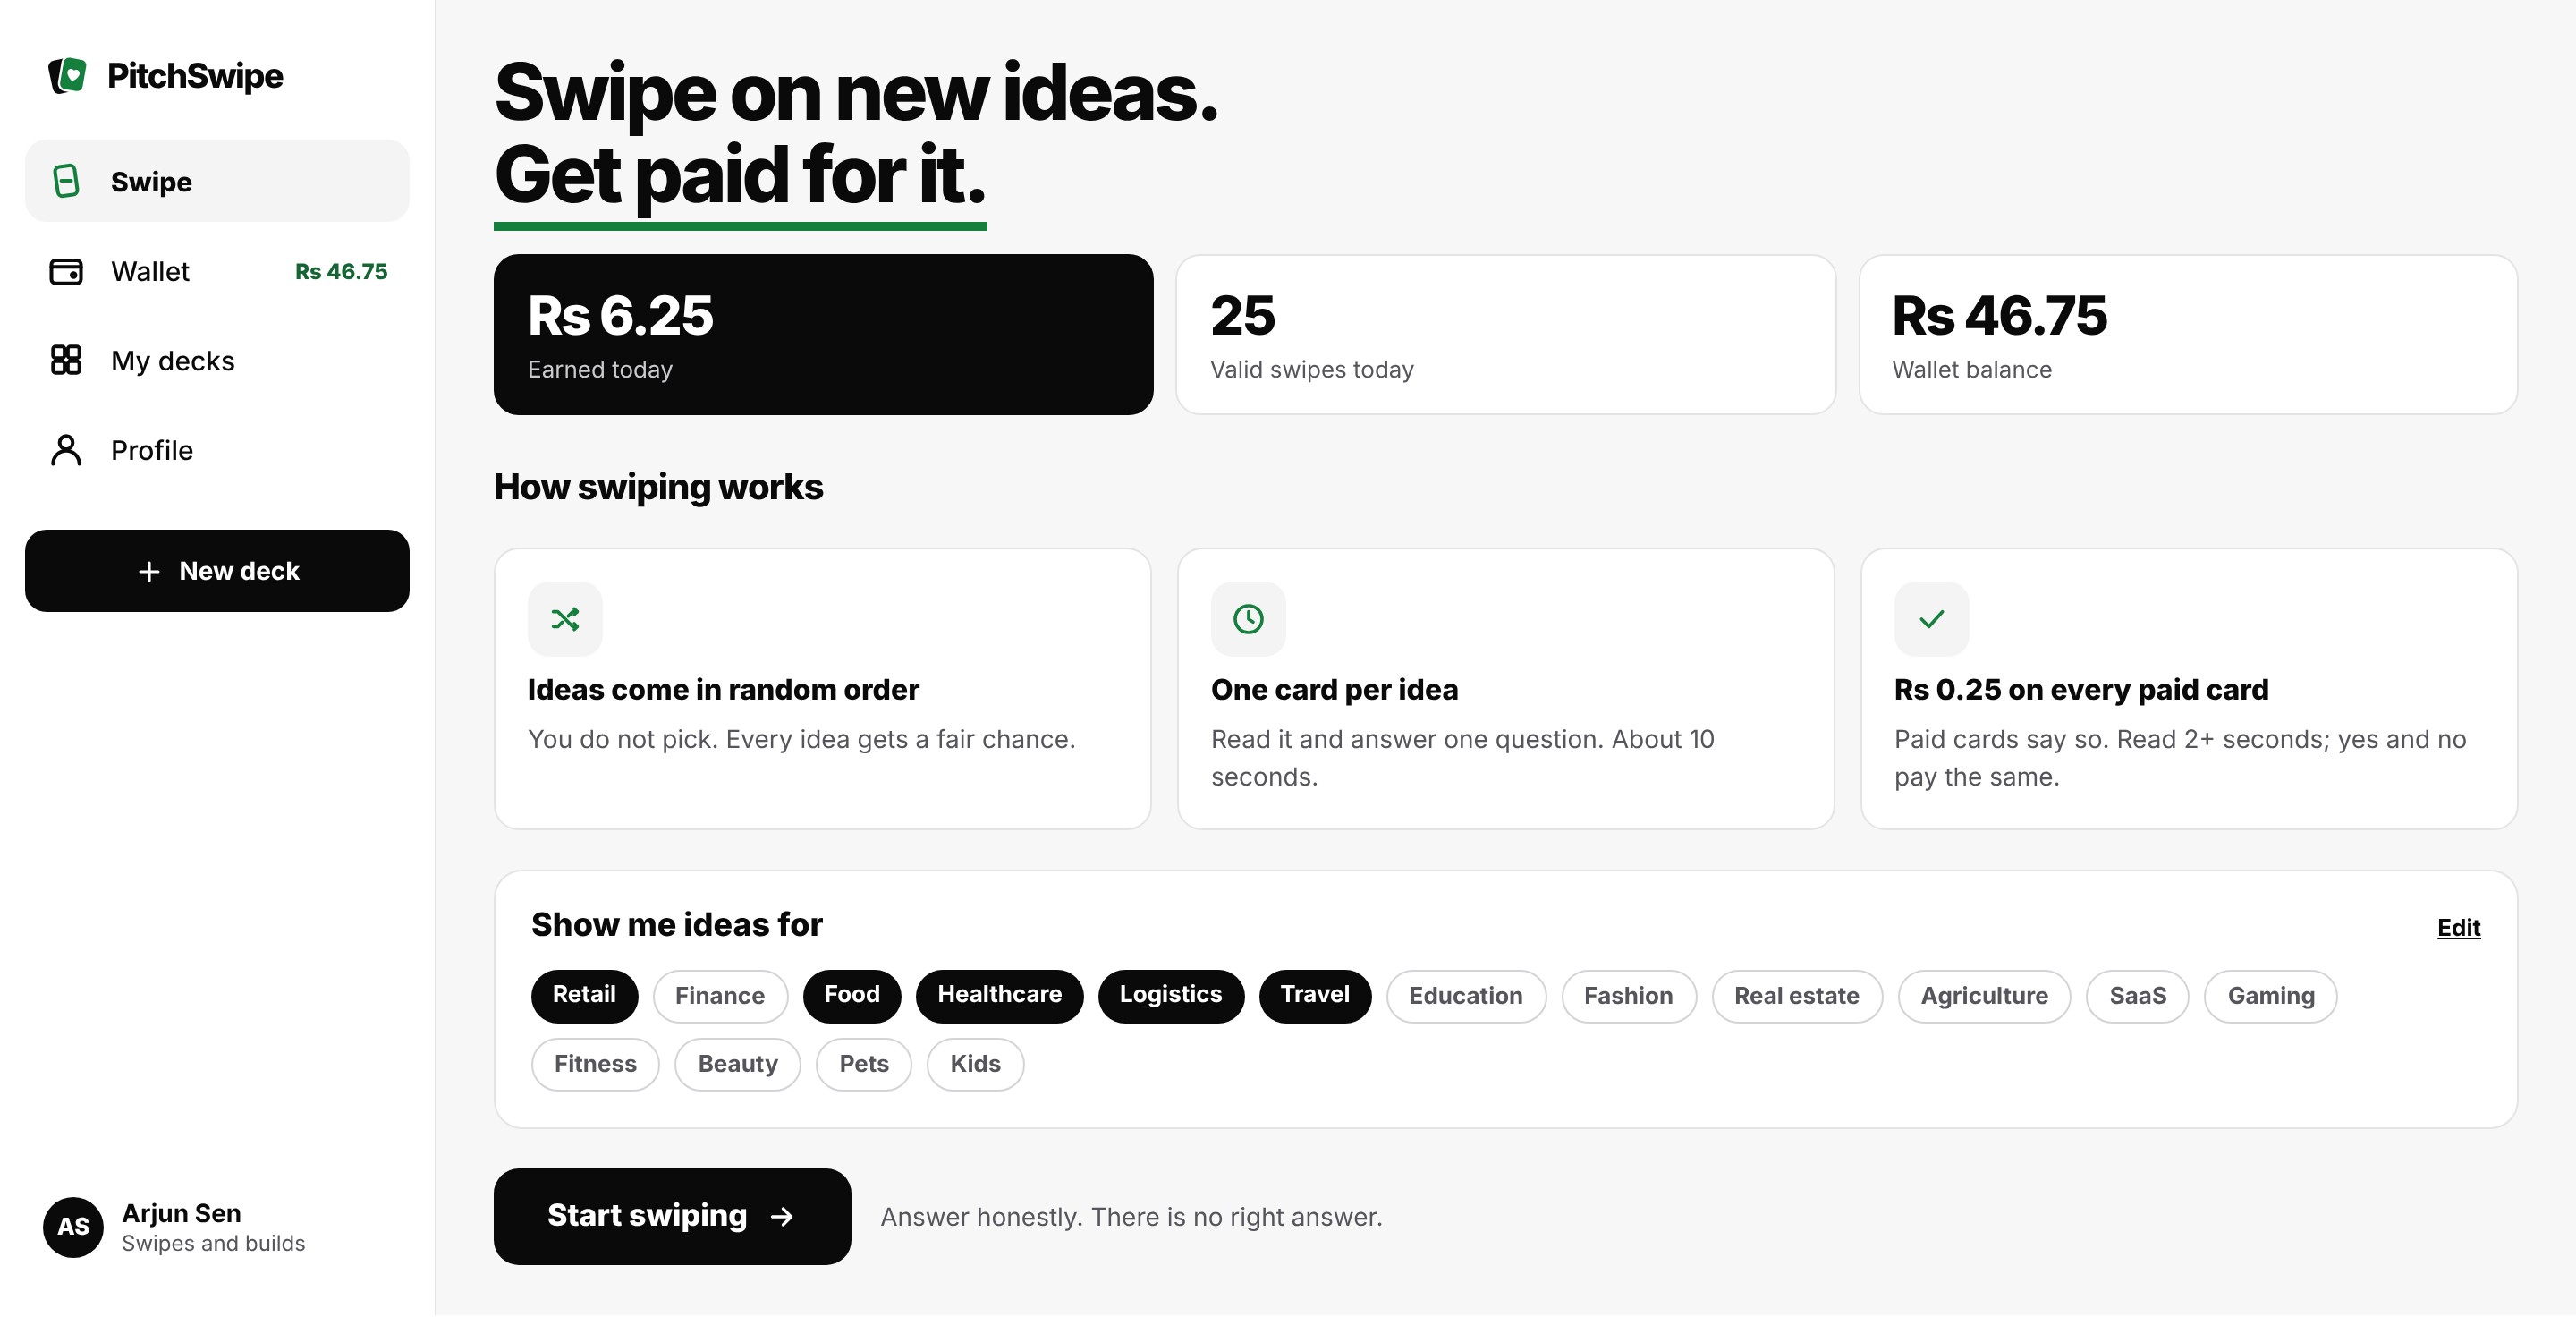 PitchSwipe
Swipe
Wallet Rs 46.75
My decks
Profile
+ New deck
AS
Arjun Sen
Swipes and builds
Swipe on new ideas.
Get paid for it.
Rs 6.25
Earned today
25
Valid swipes today
Rs 46.75
Wallet balance
How swiping works
Ideas come in random order
You do not pick. Every idea gets a fair chance.
One card per idea
Read it and answer one question. About 10
seconds.
Rs 0.25 on every paid card
Paid cards say so. Read 2+ seconds; yes and no
pay the same.
Show me ideas for
Edit
Retail Finance Food Healthcare Logistics Travel Education Fashion Real estate Agriculture SaaS Gaming
Fitness Beauty Pets Kids
Start swiping →
Answer honestly. There is no right answer.